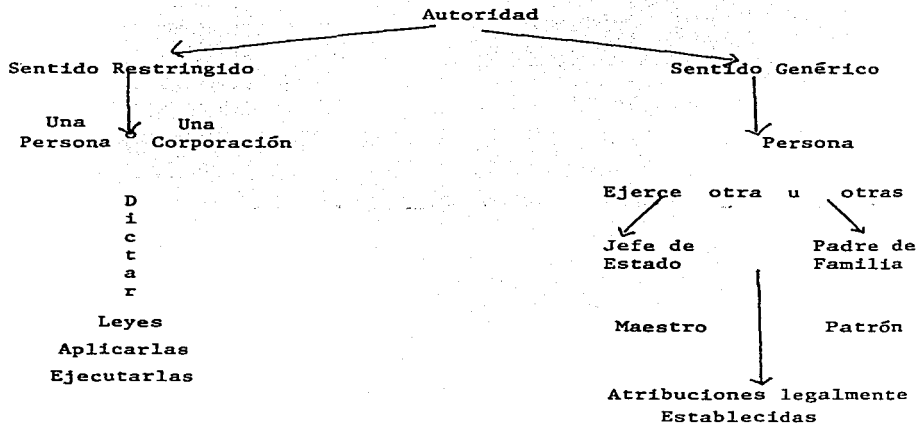 Autoridad
Sentido Restringido
Sentido Genérico
Una
Persona
o
Una
Corporación
Persona
Dictar
Ejerce otra u otras
Jefe de
Estado
Padre de
Familia
Leyes
Aplicarlas
Ejecutarlas
Maestro
Patrón
Atribuciones legalmente
Establecidas